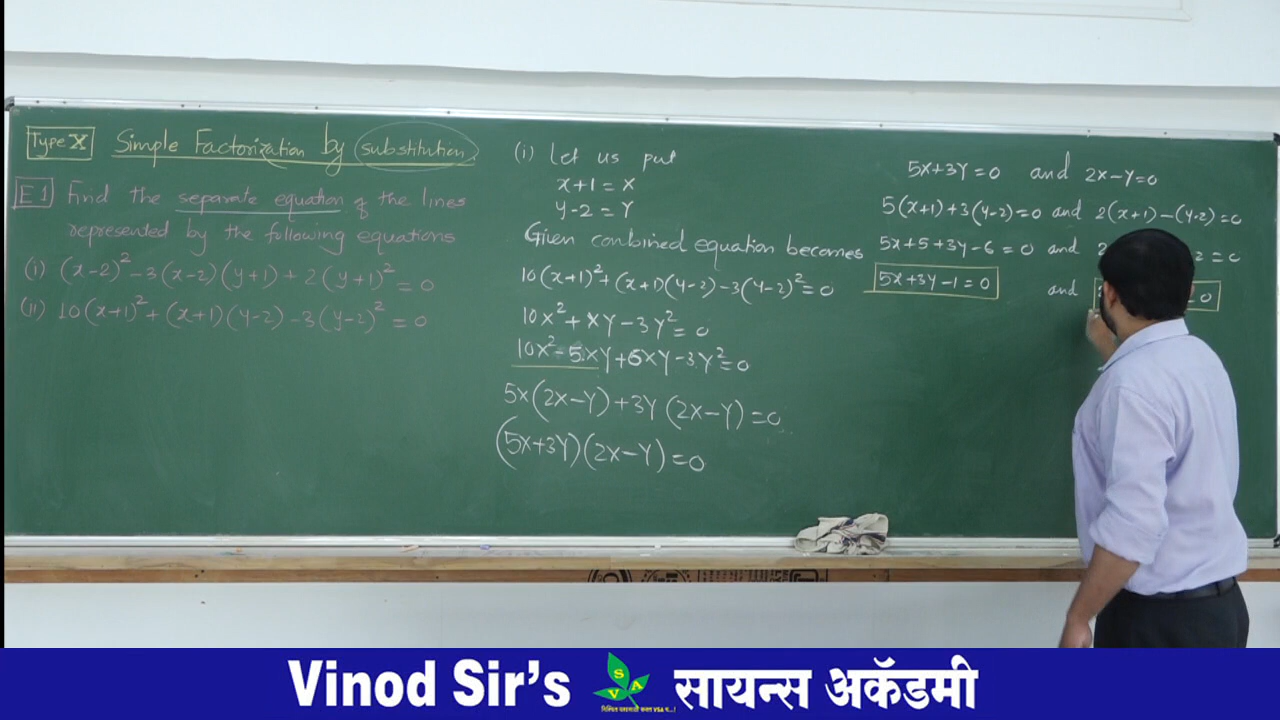 Type X Simple Factorization by substitution
E1 Find the separate equation of the lines
represented by the following equations
(i) (x-2)² -3(x-2)(y+1) + 2(y+1)² = 0
(ii) 10(x+1)² + (x+1)(y-2) -3(y-2)² = 0
(i) Let us put
x+1 = X
y-2 = Y
Given combined equation becomes
10(x+1)² + (x+1)(y-2) -3(y-2)² = 0
10X² + XY - 3Y² = 0
10X² - 5XY + 6XY - 3Y² = 0
5X(2X-Y) + 3Y(2X-Y) = 0
(5X+3Y)(2X-Y) = 0
5X+3Y=0 and 2X-Y=0
5(x+1)+3(y-2)=0 and 2(x+1)-(y-2)=0
5x+5+3y-6=0 and 2 2 = 0
5x+3y-1=0 and = 0
Vinod Sir's SVA सायन्स अकॅडमी